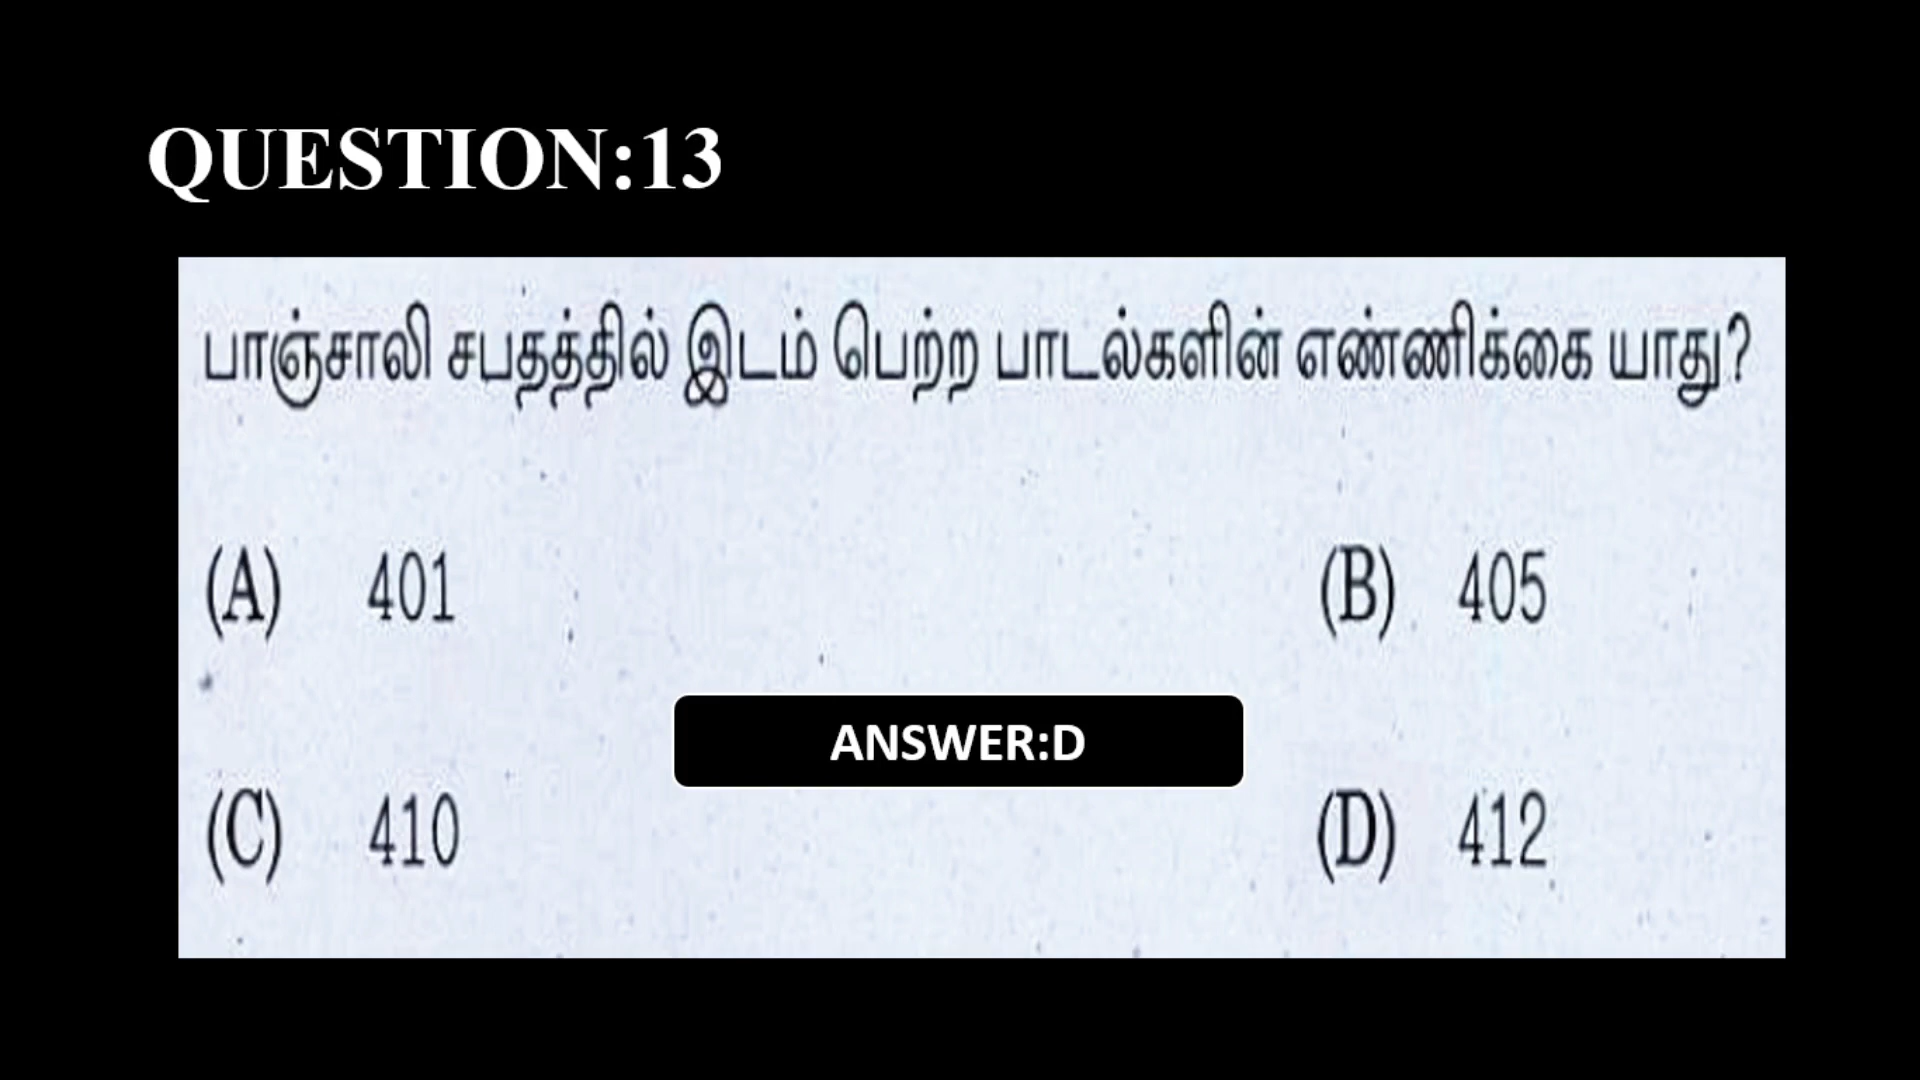 QUESTION:13
பாஞ்சாலி சபதத்தில் இடம் பெற்ற பாடல்களின் எண்ணிக்கை யாது?
(A) 401
(B) 405
ANSWER:D
(C) 410
(D) 412